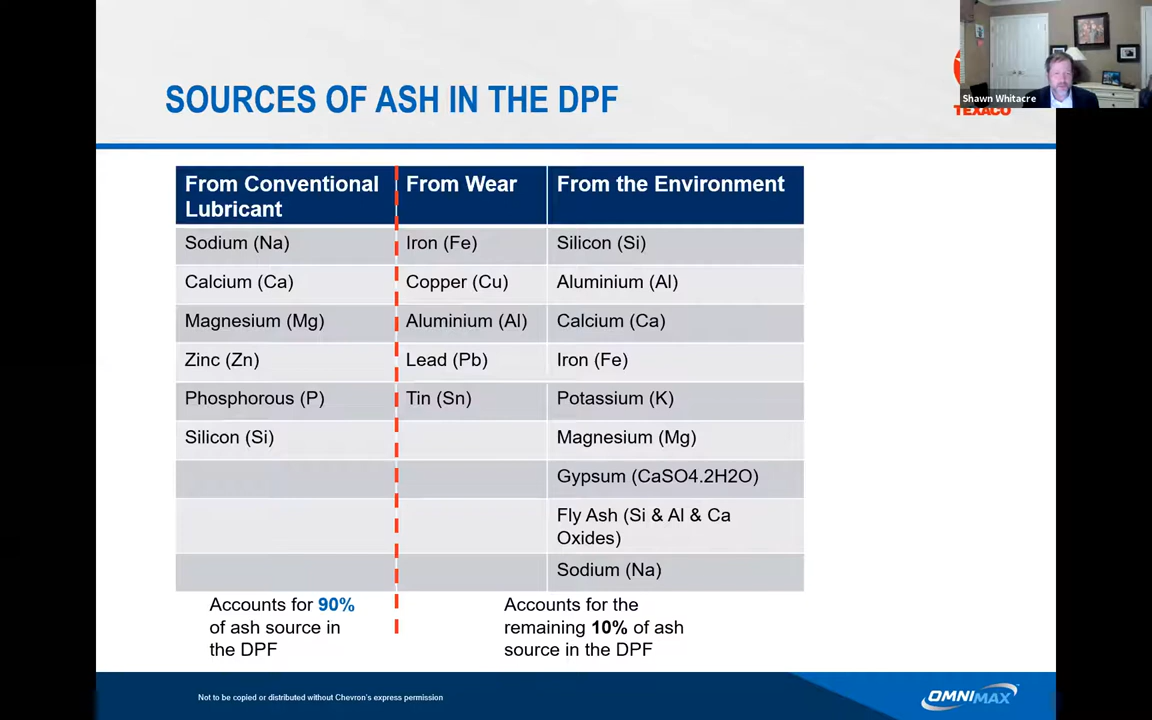 SOURCES OF ASH IN THE DPF
Shawn Whitacre
TEXACO
From Conventional Lubricant
From Wear
From the Environment
Sodium (Na)
Iron (Fe)
Silicon (Si)
Calcium (Ca)
Copper (Cu)
Aluminium (Al)
Magnesium (Mg)
Aluminium (Al)
Calcium (Ca)
Zinc (Zn)
Lead (Pb)
Iron (Fe)
Phosphorous (P)
Tin (Sn)
Potassium (K)
Silicon (Si)
Magnesium (Mg)
Gypsum (CaSO4.2H2O)
Fly Ash (Si & Al & Ca
Oxides)
Sodium (Na)
Accounts for 90%
of ash source in
the DPF
Accounts for the
remaining 10% of ash
source in the DPF
Not to be copied or distributed without Chevron's express permission
OMNIMAX